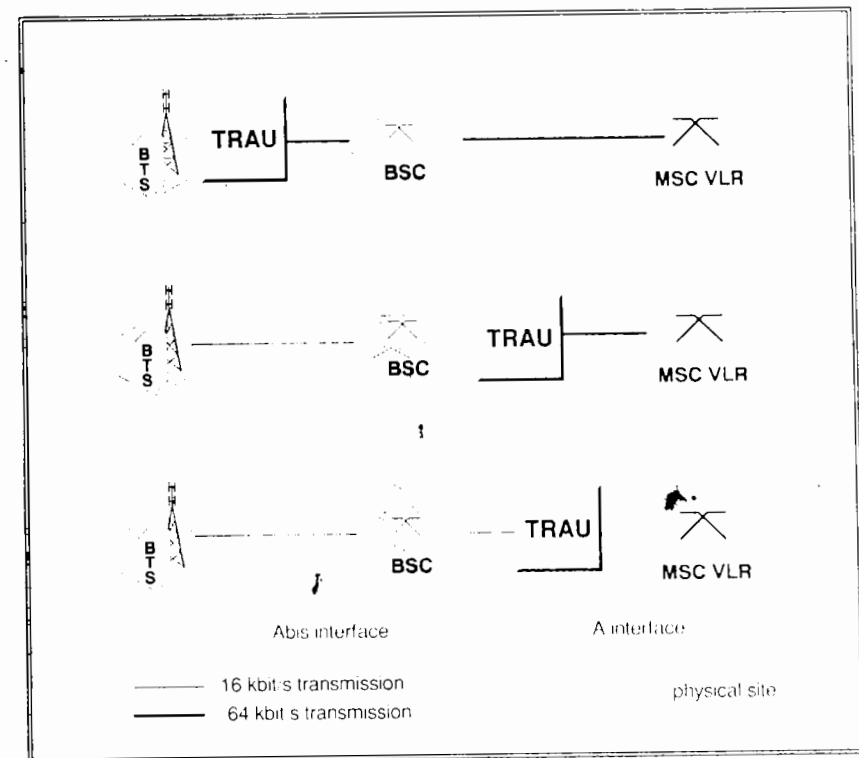 TRAU
BTS
BSC
MSC VLR
TRAU
BTS
BSC
MSC VLR
TRAU
BTS
BSC
MSC VLR
Abis interface
A interface
16 kbit s transmission
physical site
64 kbit s transmission